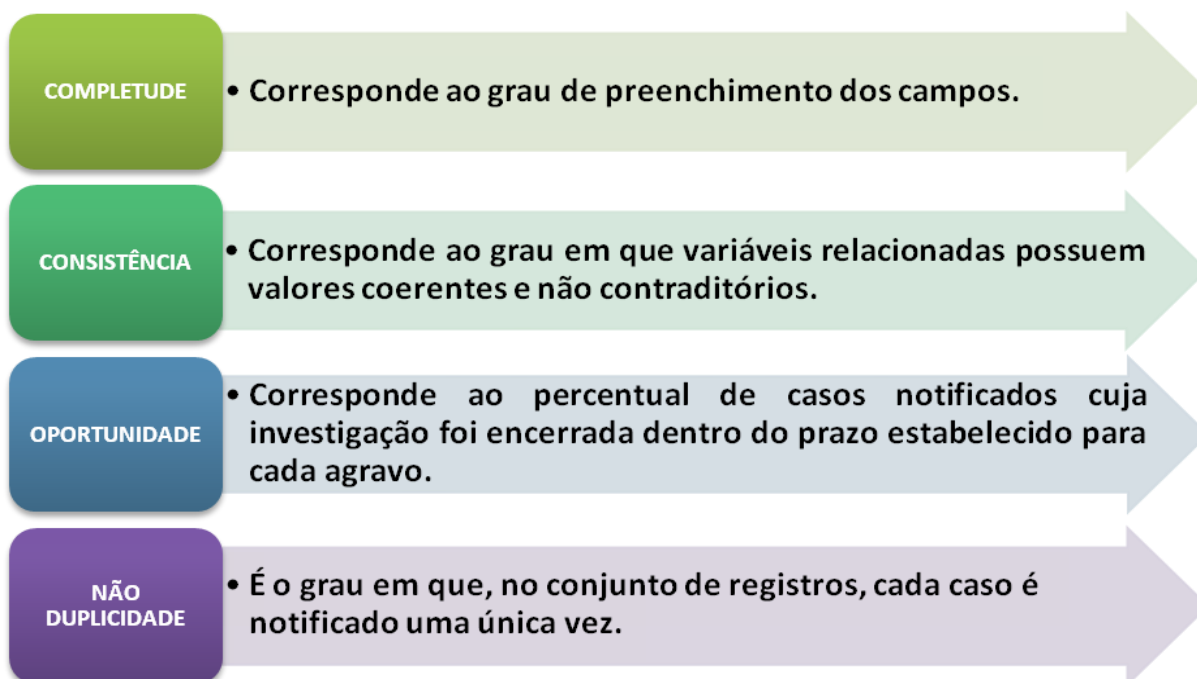 COMPLETUDE
• Corresponde ao grau de preenchimento dos campos.
CONSISTÊNCIA
• Corresponde ao grau em que variáveis relacionadas possuem
valores coerentes e não contraditórios.
OPORTUNIDADE
• Corresponde ao percentual de casos notificados cuja
investigação foi encerrada dentro do prazo estabelecido para
cada agravo.
NÃO
DUPLICIDADE
• É o grau em que, no conjunto de registros, cada caso é
notificado uma única vez.